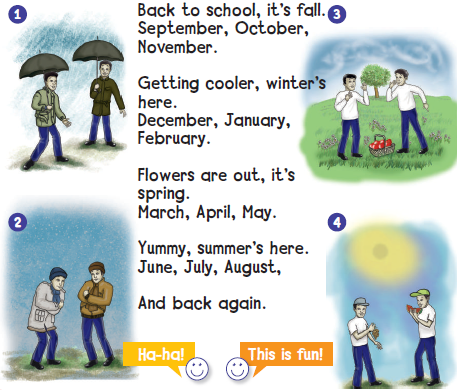 1
Back to school, it's fall.
September, October,
November.
3
Getting cooler, winter's
here.
December, January,
February.
Flowers are out, it's
spring.
March, April, May.
2
4
Yummy, summer's here.
June, July, August,
And back again.
Ha-ha!
This is fun!